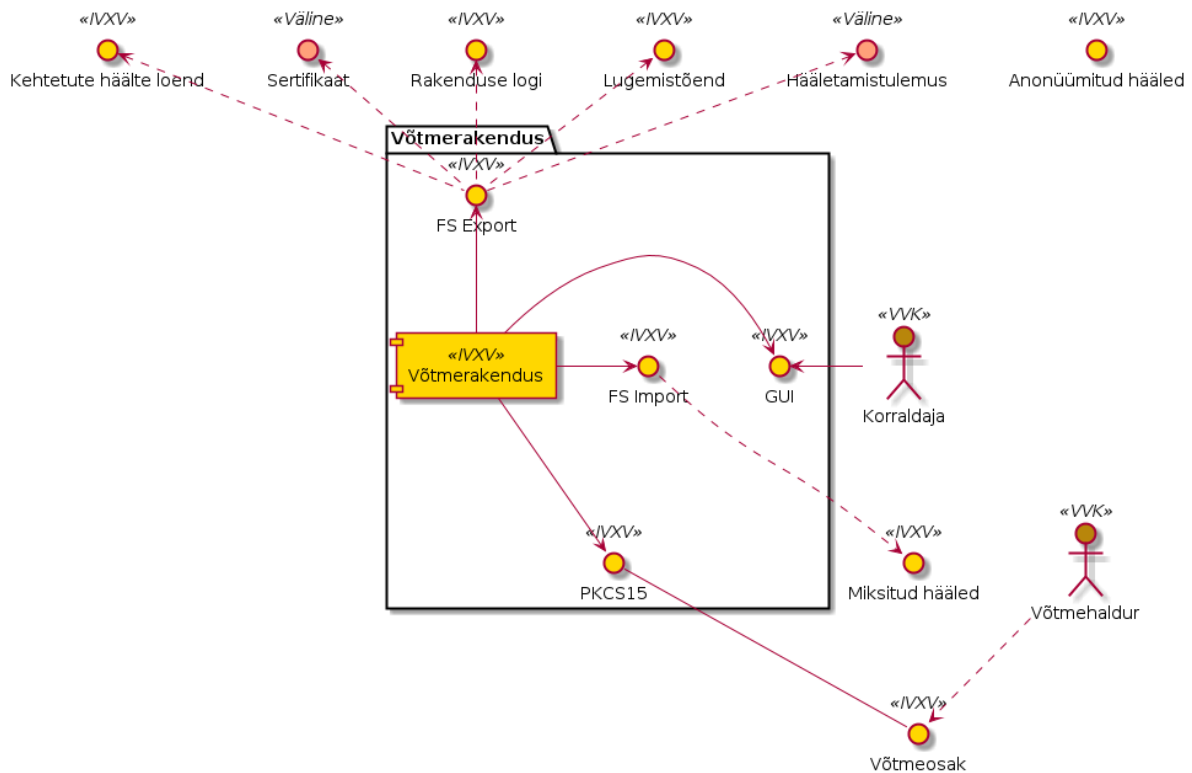 «IVXV»
Kehtetute häälte loend
«Väline»
Sertifikaat
«IVXV»
Rakenduse logi
«IVXV»
Lugemistõend
«Väline»
Hääletamistulemus
«IVXV»
Anonüümitud hääled
Võtmerakendus
«IVXV»
FS Export
«IVXV»
Võtmerakendus
«IVXV»
FS Import
«IVXV»
GUI
«VVK»
Korraldaja
«IVXV»
PKCS15
«IVXV»
Miksitud hääled
«VVK»
Võtmehaldur
«IVXV»
Võtmeosak